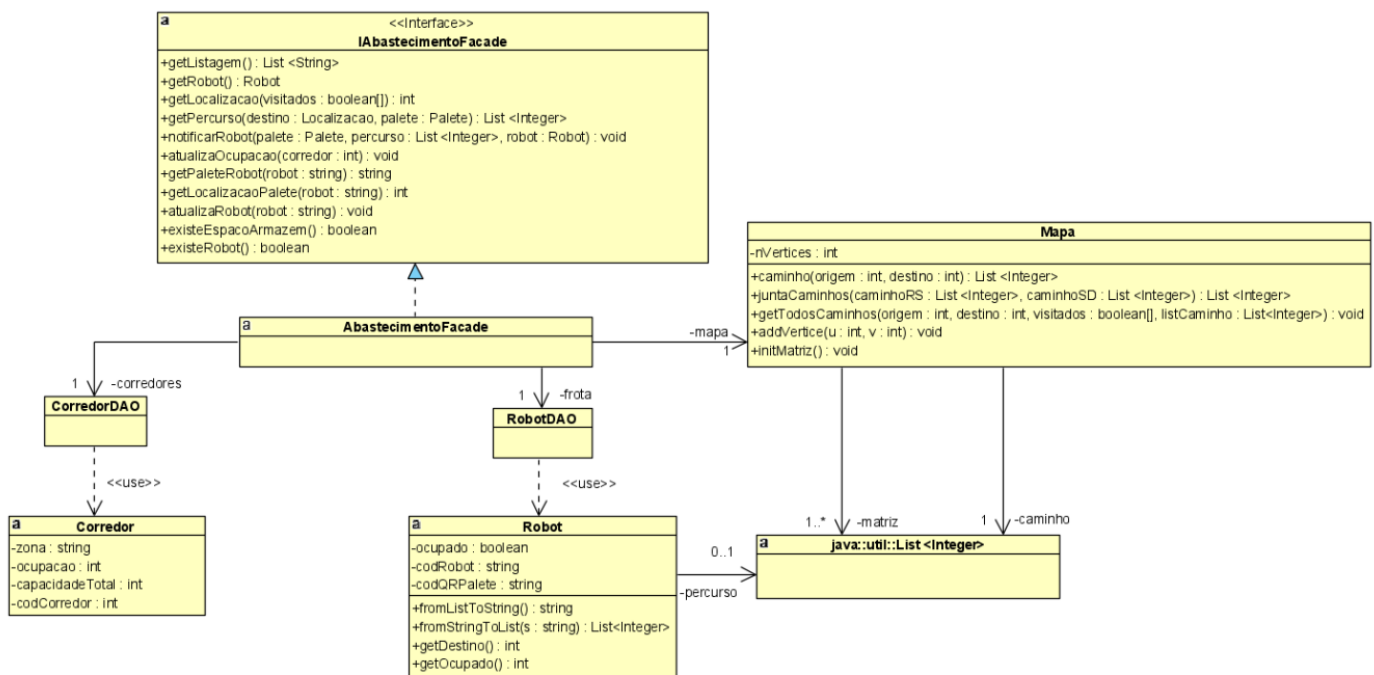 a
<<Interface>>
IAbastecimentoFacade
+getListagem() : List <String>
+getRobot() : Robot
+getLocalizacao(visitados : boolean[]) : int
+getPercurso(destino : Localizacao, palete : Palete) : List <Integer>
+notificarRobot(palete : Palete, percurso : List <Integer>, robot : Robot) : void
+atualizaOcupacao(corredor : int) : void
+getPaleteRobot(robot : string) : string
+getLocalizacaoPalete(robot : string) : int
+atualizaRobot(robot : string) : void
+existeEspacoArmazem() : boolean
+existeRobot() : boolean
Mapa
-nVertices : int
+caminho(origem : int, destino : int) : List <Integer>
+juntaCaminhos(caminhoRS : List <Integer>, caminhoSD : List <Integer>) : List <Integer>
+getTodosCaminhos(origem : int, destino : int, visitados : boolean[], listCaminho : List<Integer>) : void
+addVertice(u : int, v : int) : void
+initMatriz() : void
a
AbastecimentoFacade
-mapa
1
1
-corredores
CorredorDAO
1
-frota
RobotDAO
<<use>>
<<use>>
a
Corredor
-zona : string
-ocupacao : int
-capacidadeTotal : int
-codCorredor : int
a
Robot
-ocupado : boolean
-codRobot : string
-codQRPalete : string
+fromListToString() : string
+fromStringToList(s : string) : List<Integer>
+getDestino() : int
+getOcupado() : int
0..1
-percurso
1..*
-matriz
1
-caminho
a
java::util::List <Integer>